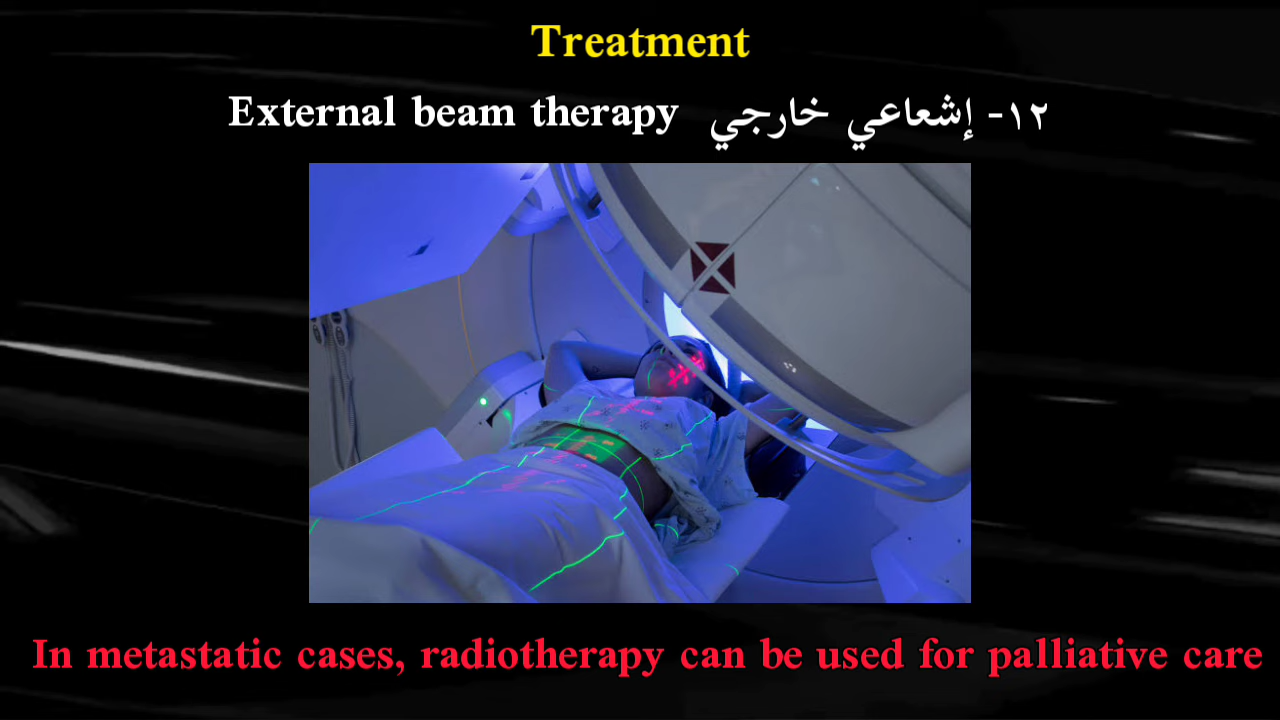 Treatment
١٢- إشعاعي خارجي External beam therapy
In metastatic cases, radiotherapy can be used for palliative care